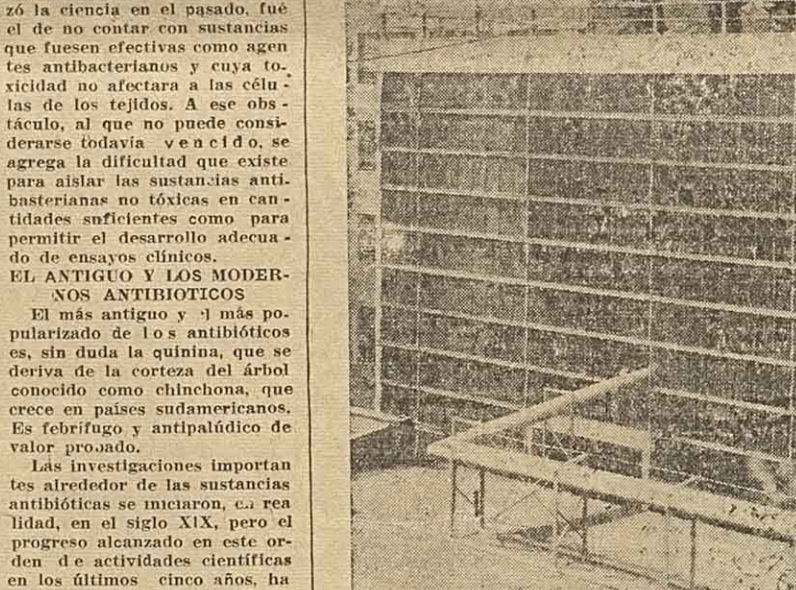 zó la ciencia en el pasado, fué
el de no contar con sustancias
que fuesen efectivas como agen
tes antibacterianos y cuya to-
xicidad no afectara a las célu -
las de los tejidos. A ese obs -
táculo, al que no puede consi-
derarse todavía vencido, se
agrega la dificultad que existe
para aislar las sustancias anti-
basterianas no tóxicas en can -
tidades suficientes como para
permitir el desarrollo adecua -
do de ensayos clínicos.
EL ANTIGUO Y LOS MODER-
NOS ANTIBIOTICOS
El más antiguo y el más po-
pularizado de los antibióticos
es, sin duda la quinina, que se
deriva de la corteza del árbol
conocido como chinchona, que
crece en países sudamericanos.
Es febrífugo y antipalúdico de
valor probado.
Las investigaciones importan
tes alrededor de las sustancias
antibióticas se iniciaron, en rea
lidad, en el siglo XIX, pero el
progreso alcanzado en este or-
den de actividades científicas
en los últimos cinco años, ha